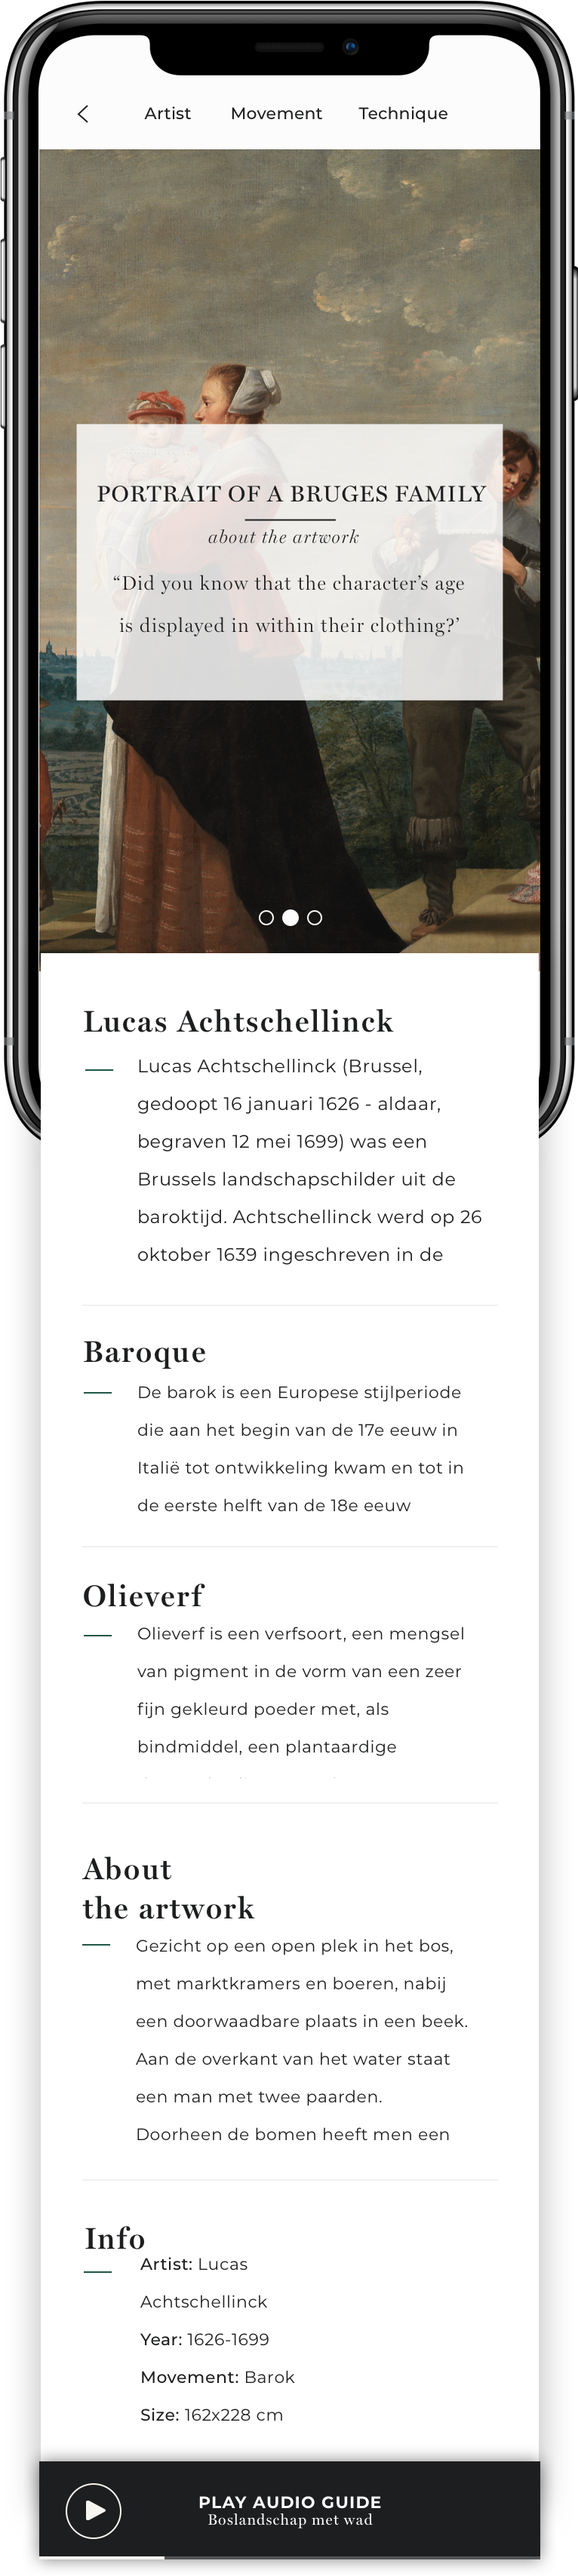 Artist Movement Technique
PORTRAIT OF A BRUGES FAMILY
about the artwork
“Did you know that the character’s age
is displayed in within their clothing?’
Lucas Achtschellinck
Lucas Achtschellinck (Brussel,
gedoopt 16 januari 1626 - aldaar,
begraven 12 mei 1699) was een
Brussels landschapschilder uit de
baroktijd. Achtschellinck werd op 26
oktober 1639 ingeschreven in de
Baroque
De barok is een Europese stijlperiode
die aan het begin van de 17e eeuw in
Italië tot ontwikkeling kwam en tot in
de eerste helft van de 18e eeuw
Olieverf
Olieverf is een verfsoort, een mengsel
van pigment in de vorm van een zeer
fijn gekleurd poeder met, als
bindmiddel, een plantaardige
About
the artwork
Gezicht op een open plek in het bos,
met marktkramers en boeren, nabij
een doorwaadbare plaats in een beek.
Aan de overkant van het water staat
een man met twee paarden.
Doorheen de bomen heeft men een
Info
Artist: Lucas
Achtschellinck
Year: 1626-1699
Movement: Barok
Size: 162x228 cm
PLAY AUDIO GUIDE
Boslandschap met wad